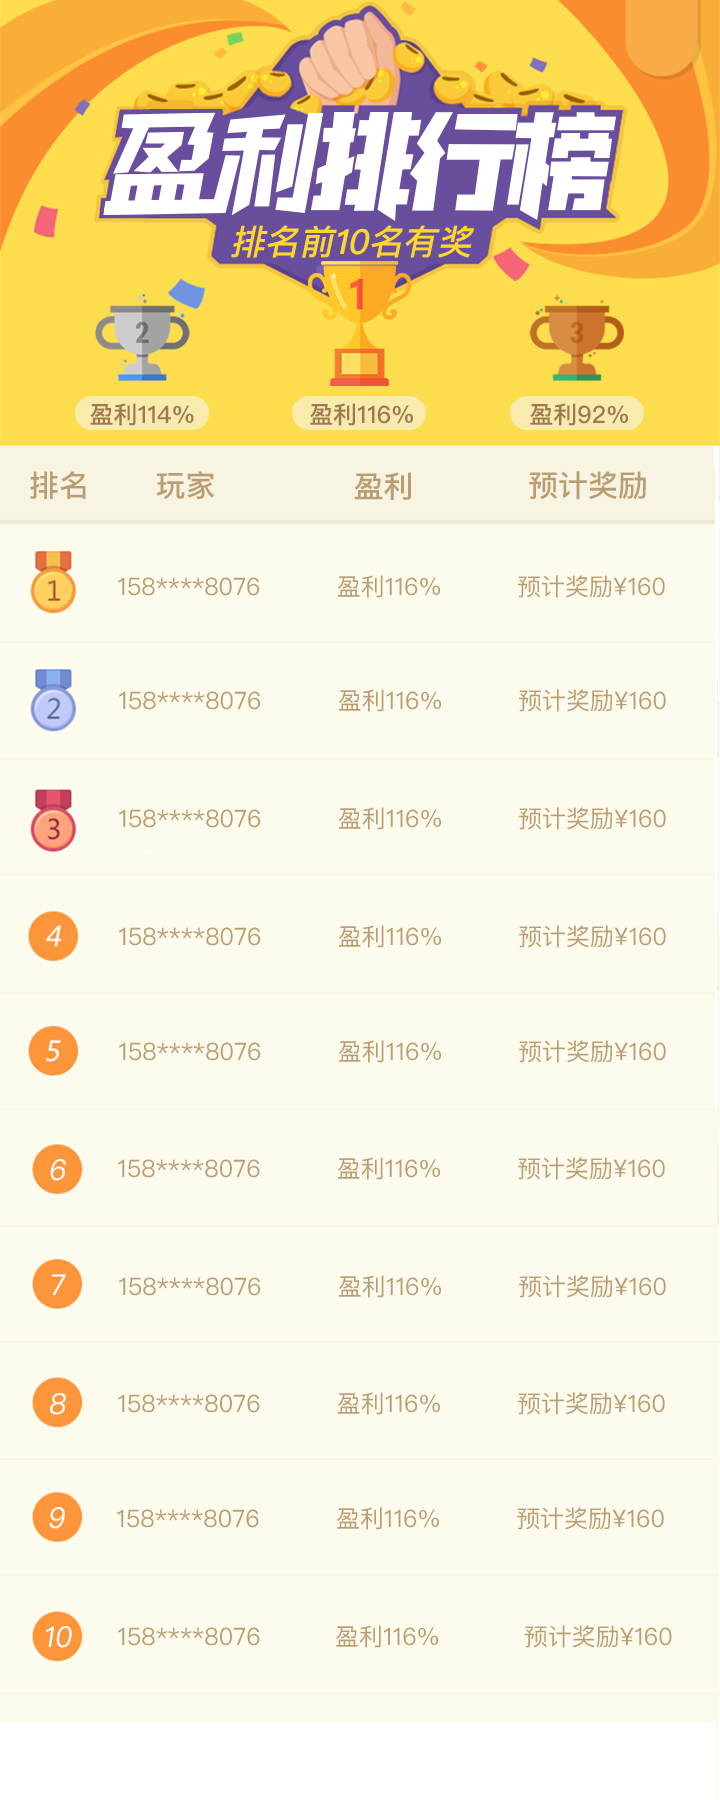 盈利排行榜
排名前10名有奖
2 1 3
盈利114% 盈利116% 盈利92%
排名 玩家 盈利 预计奖励
1 158****8076 盈利116% 预计奖励¥160
2 158****8076 盈利116% 预计奖励¥160
3 158****8076 盈利116% 预计奖励¥160
4 158****8076 盈利116% 预计奖励¥160
5 158****8076 盈利116% 预计奖励¥160
6 158****8076 盈利116% 预计奖励¥160
7 158****8076 盈利116% 预计奖励¥160
8 158****8076 盈利116% 预计奖励¥160
9 158****8076 盈利116% 预计奖励¥160
10 158****8076 盈利116% 预计奖励¥160